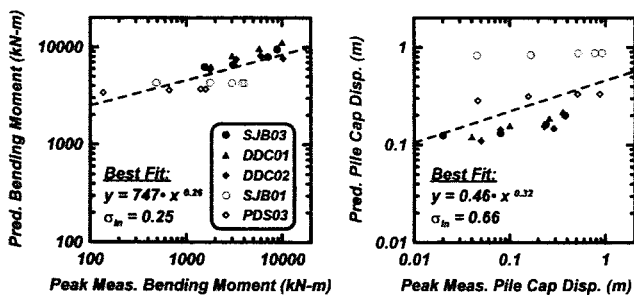 Pred. Bending Moment (kN-m)
10000
1000
100
SJB03
DDC01
DDC02
SJB01
PDS03
Best Fit:
y = 747· x 0.26
σln = 0.25
100 1000 10000
Peak Meas. Bending Moment (kN-m)
Pred. Pile Cap Disp. (m)
1
0.1
0.01
Best Fit:
y = 0.46· x 0.32
σln = 0.66
0.01 0.1 1
Peak Meas. Pile Cap Disp. (m)